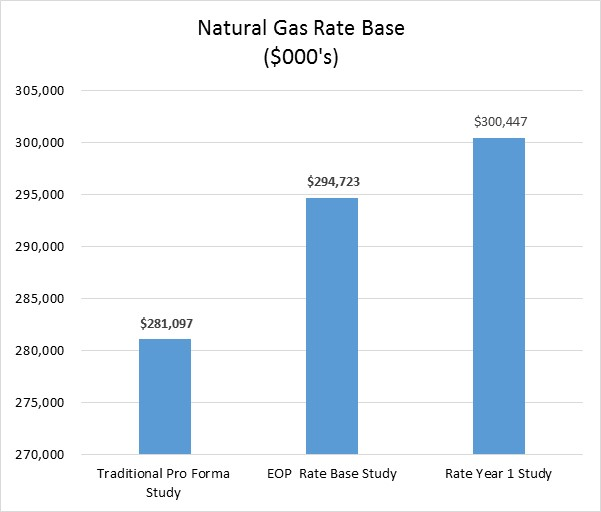 Natural Gas Rate Base
($000's)
305,000
300,000
295,000
290,000
285,000
280,000
275,000
270,000
$281,097
$294,723
$300,447
Traditional Pro Forma
Study
EOP  Rate Base Study
Rate Year 1 Study